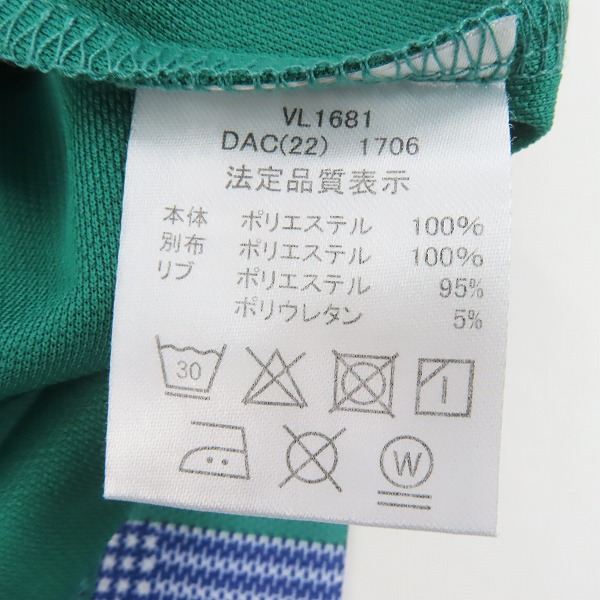 VL1681
DAC(22) 1706
法定品質表示
本体 ポリエステル 100%
別布 ポリエステル 100%
リブ ポリエステル 95%
ポリウレタン 5%
30
W